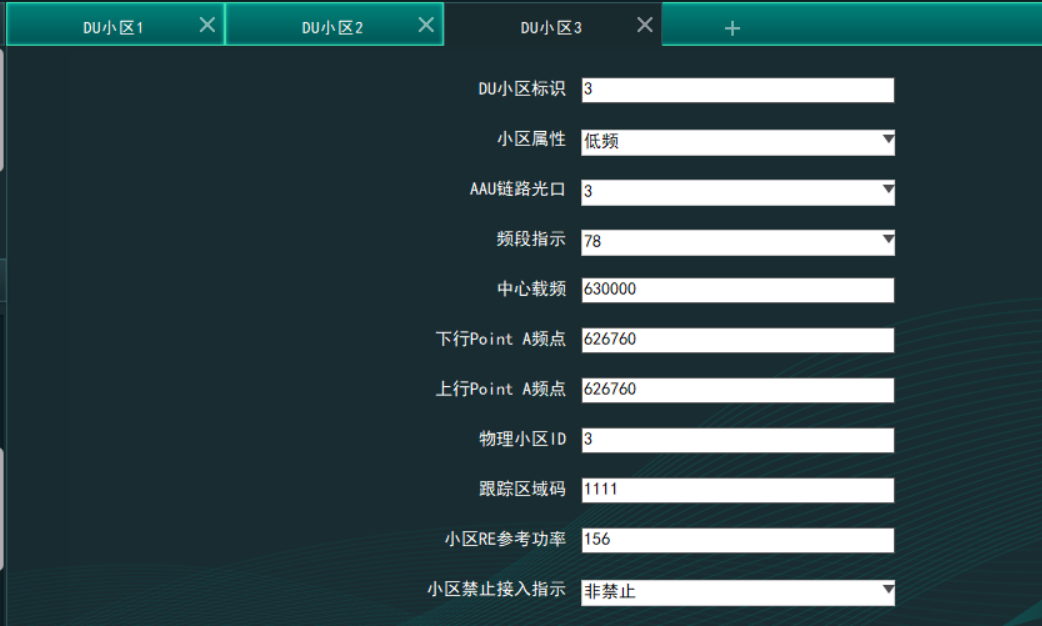 DU小区1 DU小区2 DU小区3
DU小区标识 3
小区属性 低频
AAU链路光口 3
频段指示 78
中心载频 630000
下行Point A频点 626760
上行Point A频点 626760
物理小区ID 3
跟踪区域码 1111
小区RE参考功率 156
小区禁止接入指示 非禁止